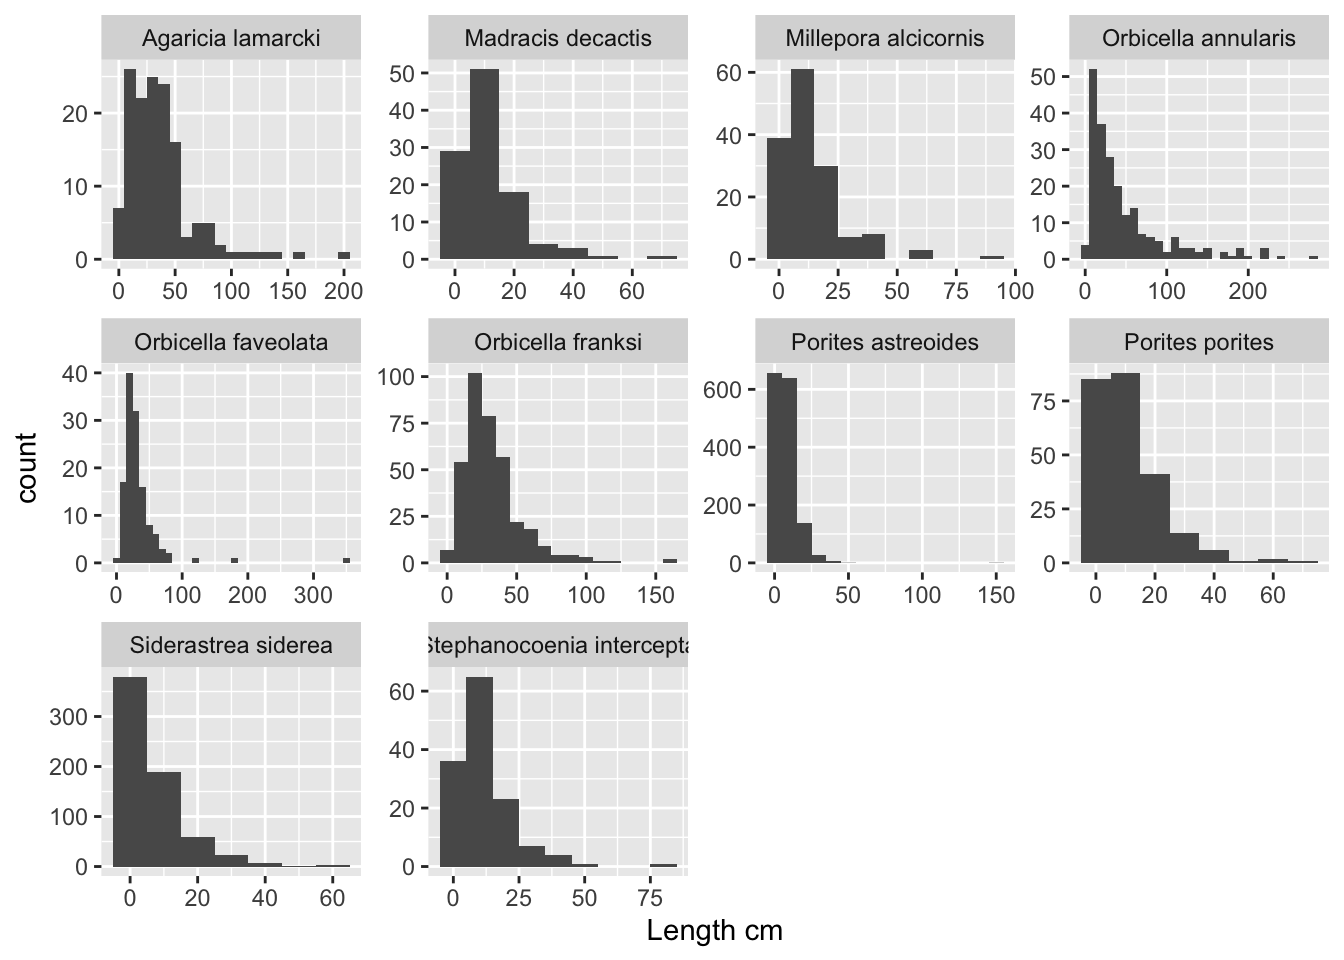 Agaricia lamarcki
Madracis decactis
Millepora alcicornis
Orbicella annularis
20
10
0
0 50 100 150 200
50
40
30
20
10
0
0 20 40 60
60
40
20
0
0 25 50 75 100
50
40
30
20
10
0
0 100 200
Orbicella faveolata
Orbicella franksi
Porites astreoides
Porites porites
40
30
20
10
0
0 100 200 300
100
75
50
25
0
0 50 100 150
600
400
200
0
0 50 100 150
75
50
25
0
0 20 40 60
Siderastrea siderea
Stephanocoenia intercepta
300
200
100
0
0 20 40 60
60
40
20
0
0 25 50 75
count
Length cm